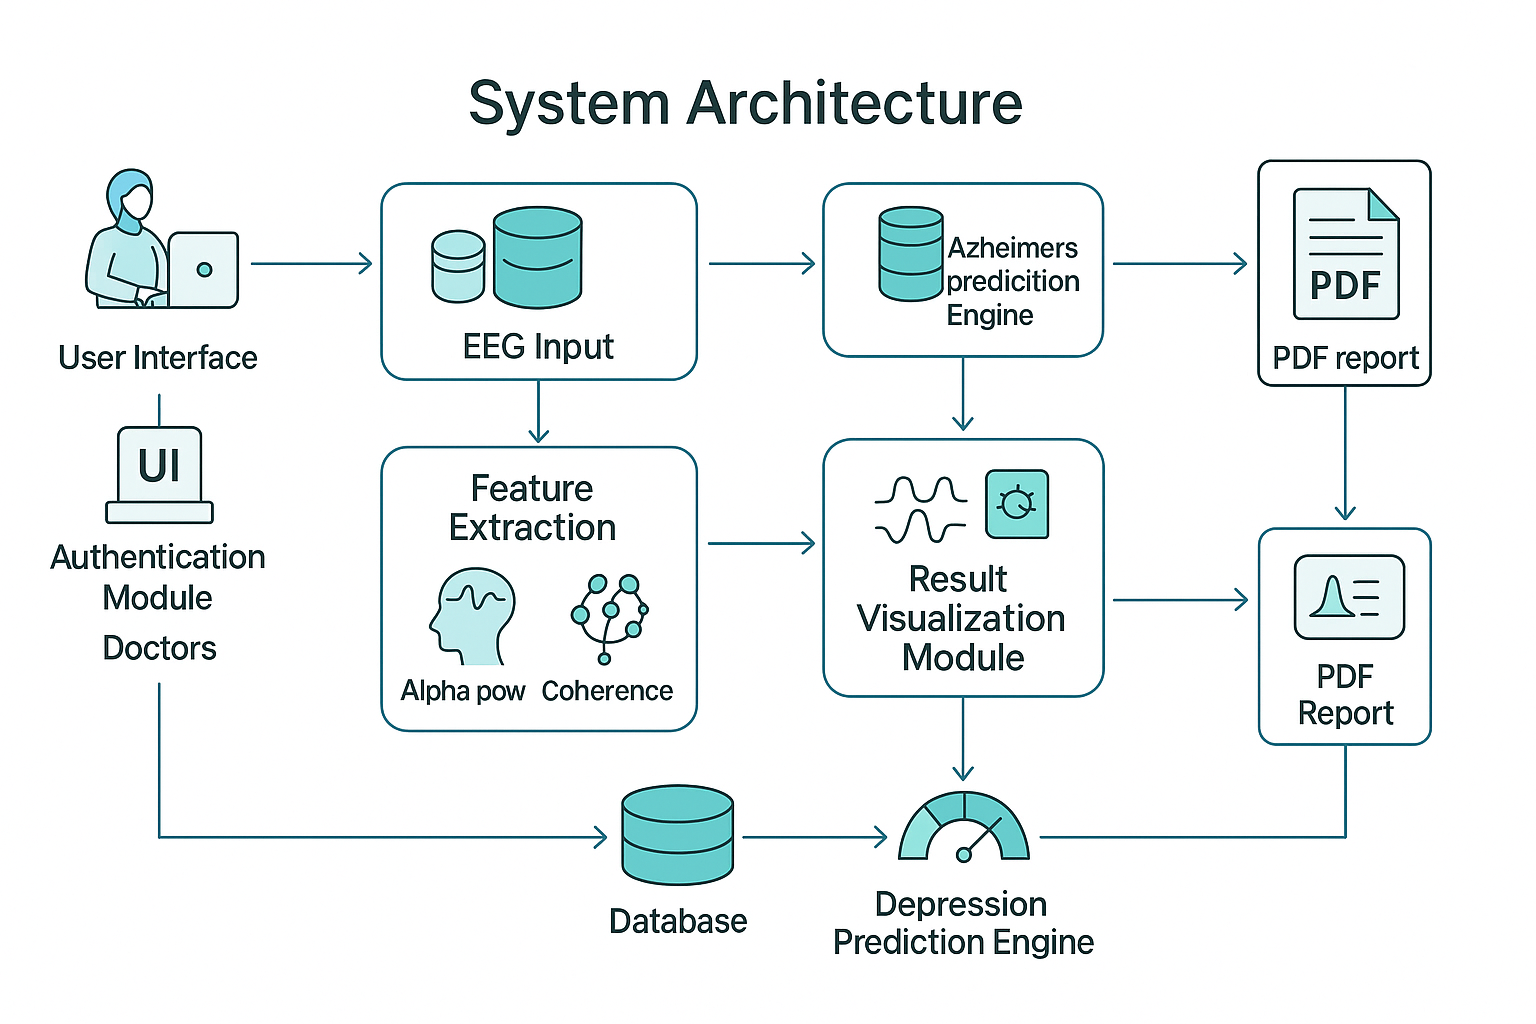 System Architecture
User Interface
UI
Authentication
Module
Doctors
EEG Input
Feature
Extraction
Alpha pow
Coherence
Azheimers
predicition
Engine
Result
Visualization
Module
PDF
PDF report
PDF
Report
Database
Depression
Prediction Engine